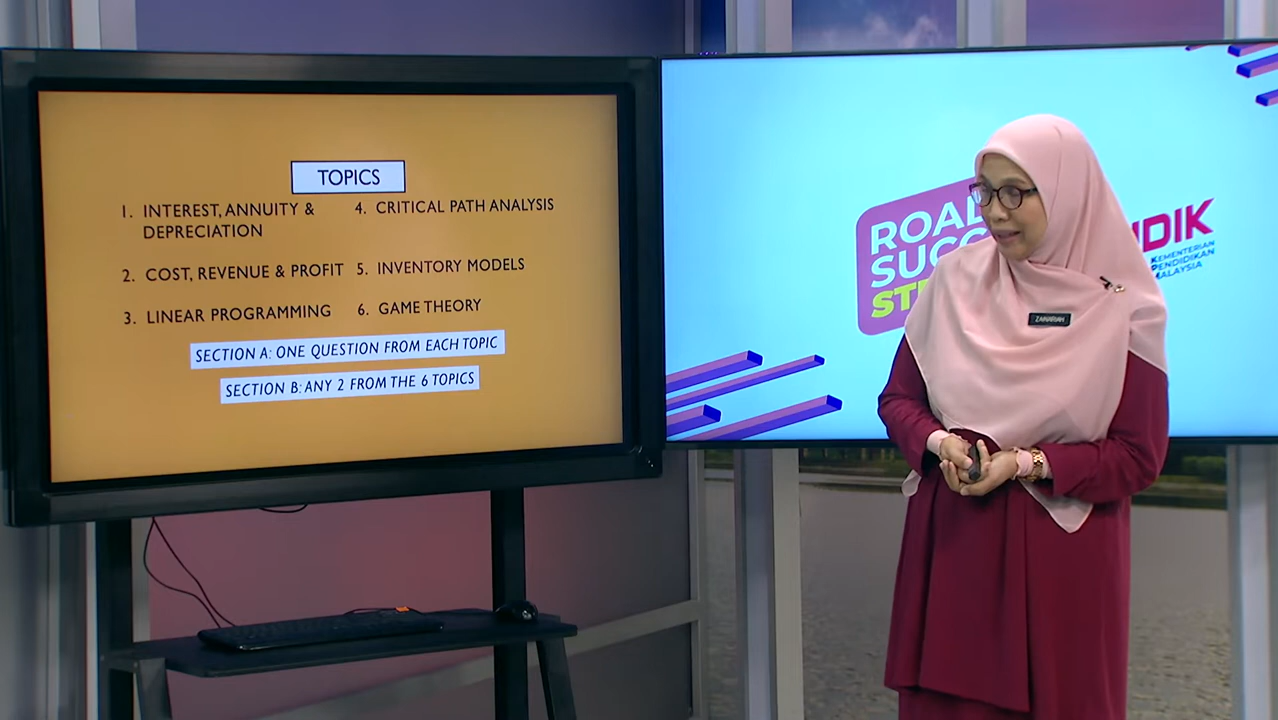 TOPICS
1. INTEREST, ANNUITY &
DEPRECIATION
2. COST, REVENUE & PROFIT
3. LINEAR PROGRAMMING
4. CRITICAL PATH ANALYSIS
5. INVENTORY MODELS
6. GAME THEORY
SECTION A: ONE QUESTION FROM EACH TOPIC
SECTION B: ANY 2 FROM THE 6 TOPICS
ROAD
SUCC
ST
DIK
KEMENTERIAN
PENDIDIKAN
MALAYSIA
ZAINARIAH